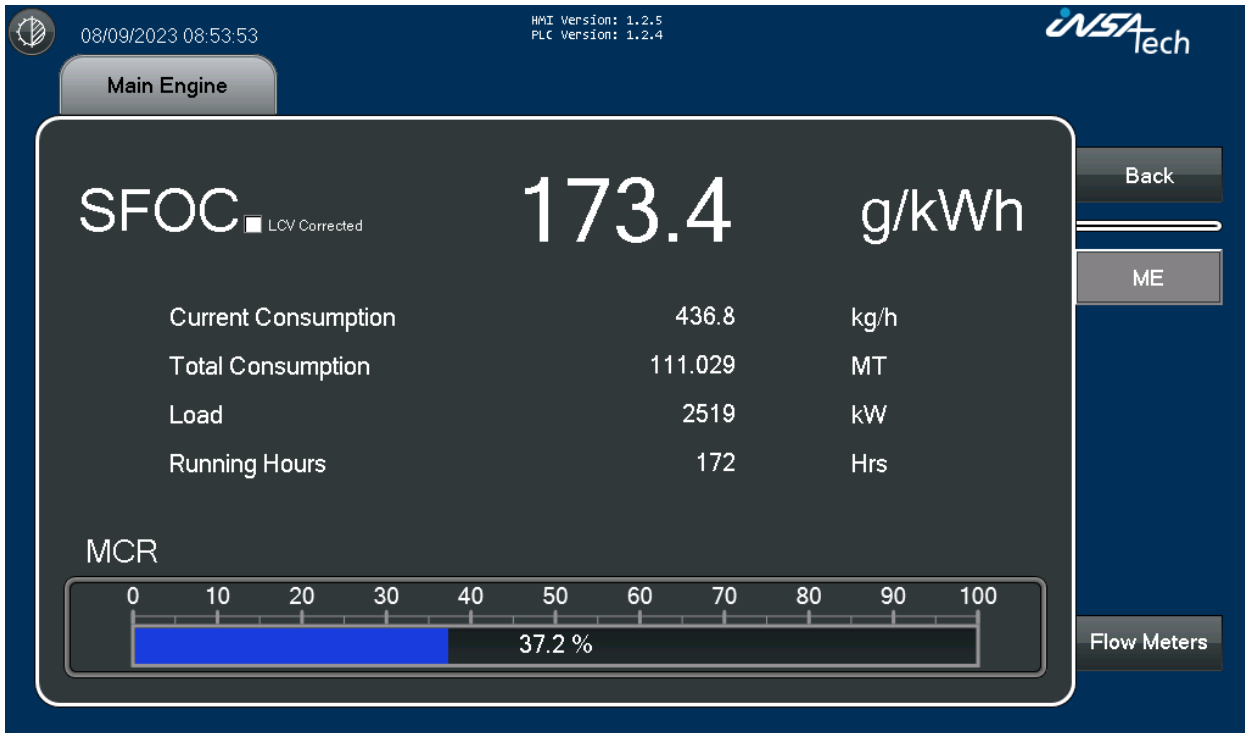 08/09/2023 08:53:53
HMI Version: 1.2.5
PLC Version: 1.2.4
iNSATech
Main Engine
Back
SFOC LCV Corrected 173.4 g/kWh
ME
Current Consumption 436.8 kg/h
Total Consumption 111.029 MT
Load 2519 kW
Running Hours 172 Hrs
MCR
0 10 20 30 40 50 60 70 80 90 100
37.2 %
Flow Meters